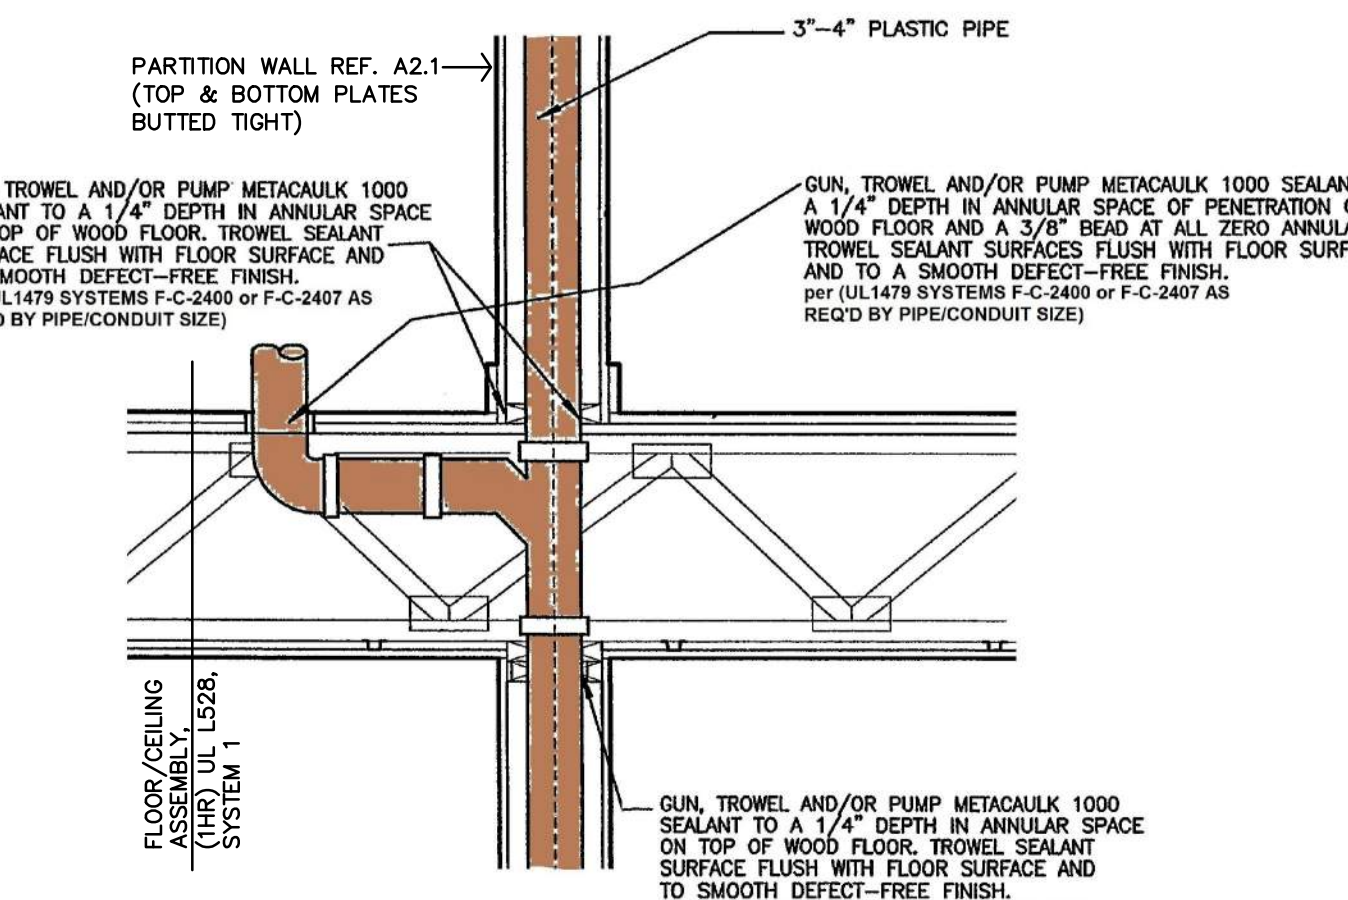 3"-4" PLASTIC PIPE
PARTITION WALL REF. A2.1
(TOP & BOTTOM PLATES
BUTTED TIGHT)
TROWEL AND/OR PUMP METACAULK 1000
ANT TO A 1/4" DEPTH IN ANNULAR SPACE
OP OF WOOD FLOOR. TROWEL SEALANT
ACE FLUSH WITH FLOOR SURFACE AND
SMOOTH DEFECT-FREE FINISH.
UL1479 SYSTEMS F-C-2400 or F-C-2407 AS
D BY PIPE/CONDUIT SIZE)
GUN, TROWEL AND/OR PUMP METACAULK 1000 SEALAN
A 1/4" DEPTH IN ANNULAR SPACE OF PENETRATION
WOOD FLOOR AND A 3/8" BEAD AT ALL ZERO ANNULA
TROWEL SEALANT SURFACES FLUSH WITH FLOOR SURF
AND TO A SMOOTH DEFECT-FREE FINISH.
per (UL1479 SYSTEMS F-C-2400 or F-C-2407 AS
REQ'D BY PIPE/CONDUIT SIZE)
FLOOR/CEILING
ASSEMBLY,
(1HR) UL L528,
SYSTEM 1
GUN, TROWEL AND/OR PUMP METACAULK 1000
SEALANT TO A 1/4" DEPTH IN ANNULAR SPACE
ON TOP OF WOOD FLOOR. TROWEL SEALANT
SURFACE FLUSH WITH FLOOR SURFACE AND
TO SMOOTH DEFECT-FREE FINISH.